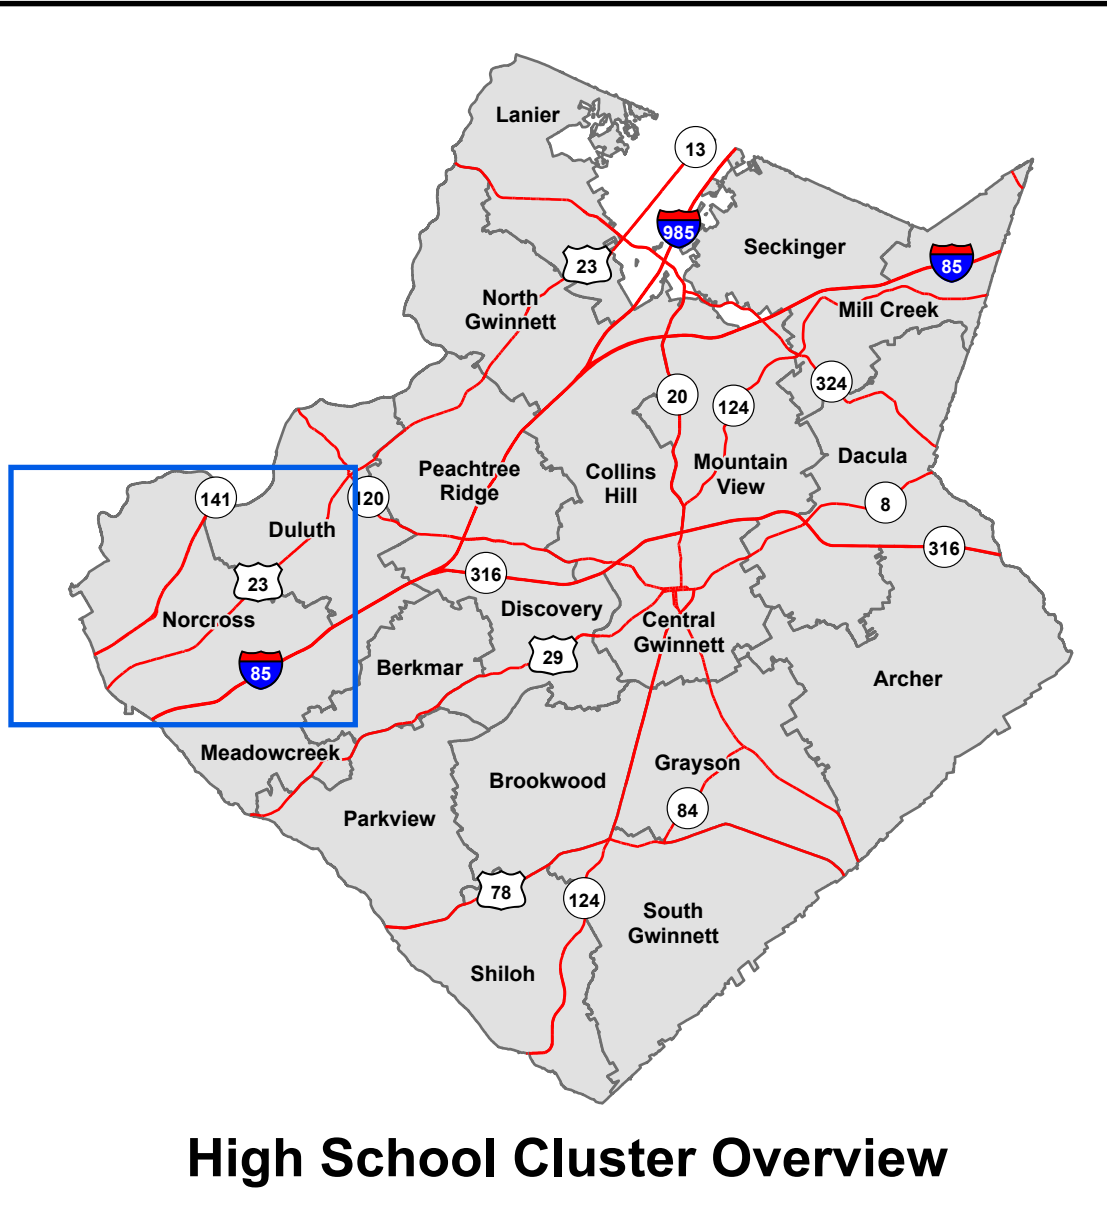 Lanier
13
985
Seckinger
23
85
North
Gwinnett
Mill Creek
324
20
124
Peachtree
Ridge
Collins
Hill
Mountain
View
Dacula
141
120
8
Duluth
316
316
23
Discovery
Norcross
Central
Gwinnett
29
85
Berkmar
Archer
Meadowcreek
Grayson
Brookwood
84
Parkview
78
124
South
Gwinnett
Shiloh
High School Cluster Overview